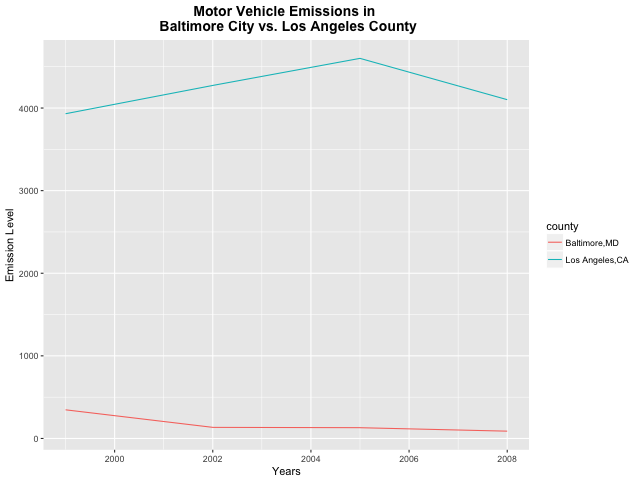 Motor Vehicle Emissions in
Baltimore City vs. Los Angeles County
Emission Level
4000
3000
2000
1000
0
2000
2002
2004
2006
2008
Years
county
Baltimore,MD
Los Angeles,CA